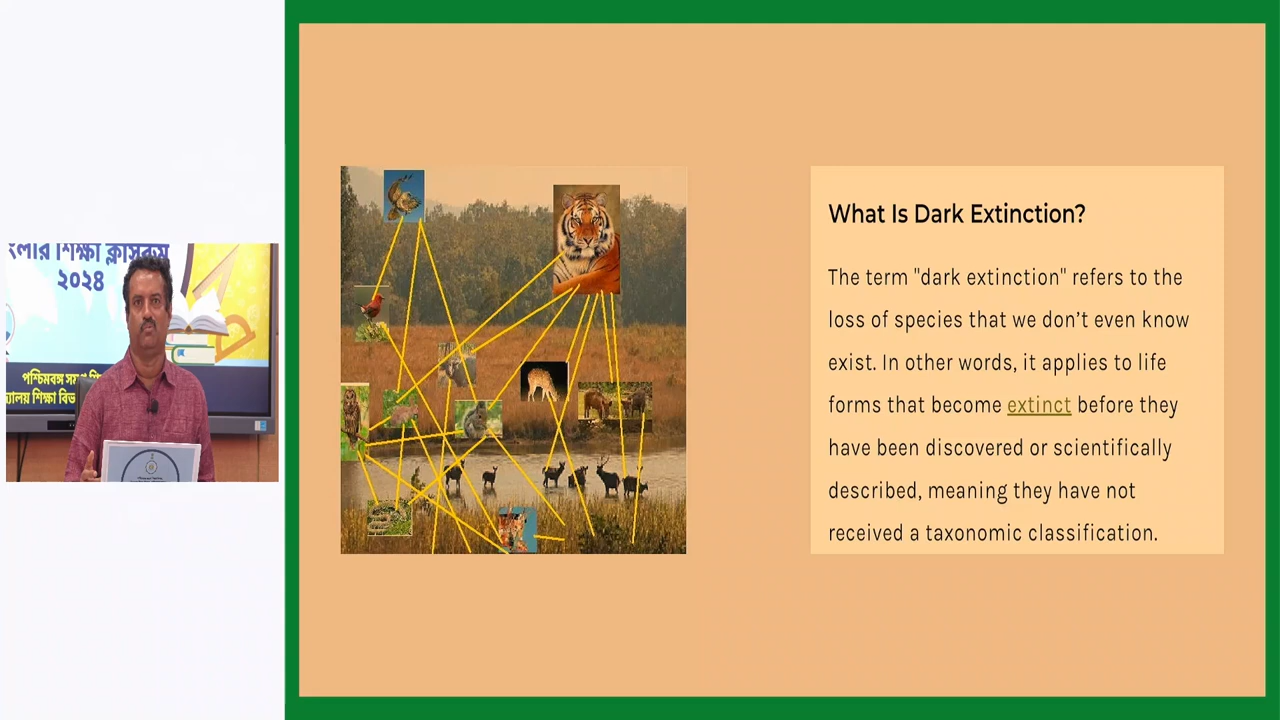 শিক্ষা ক্লাসরুম
২০২৪
পশ্চিমবঙ্গ
শিক্ষা
What Is Dark Extinction?
The term "dark extinction" refers to the
loss of species that we don’t even know
exist. In other words, it applies to life
forms that become extinct before they
have been discovered or scientifically
described, meaning they have not
received a taxonomic classification.